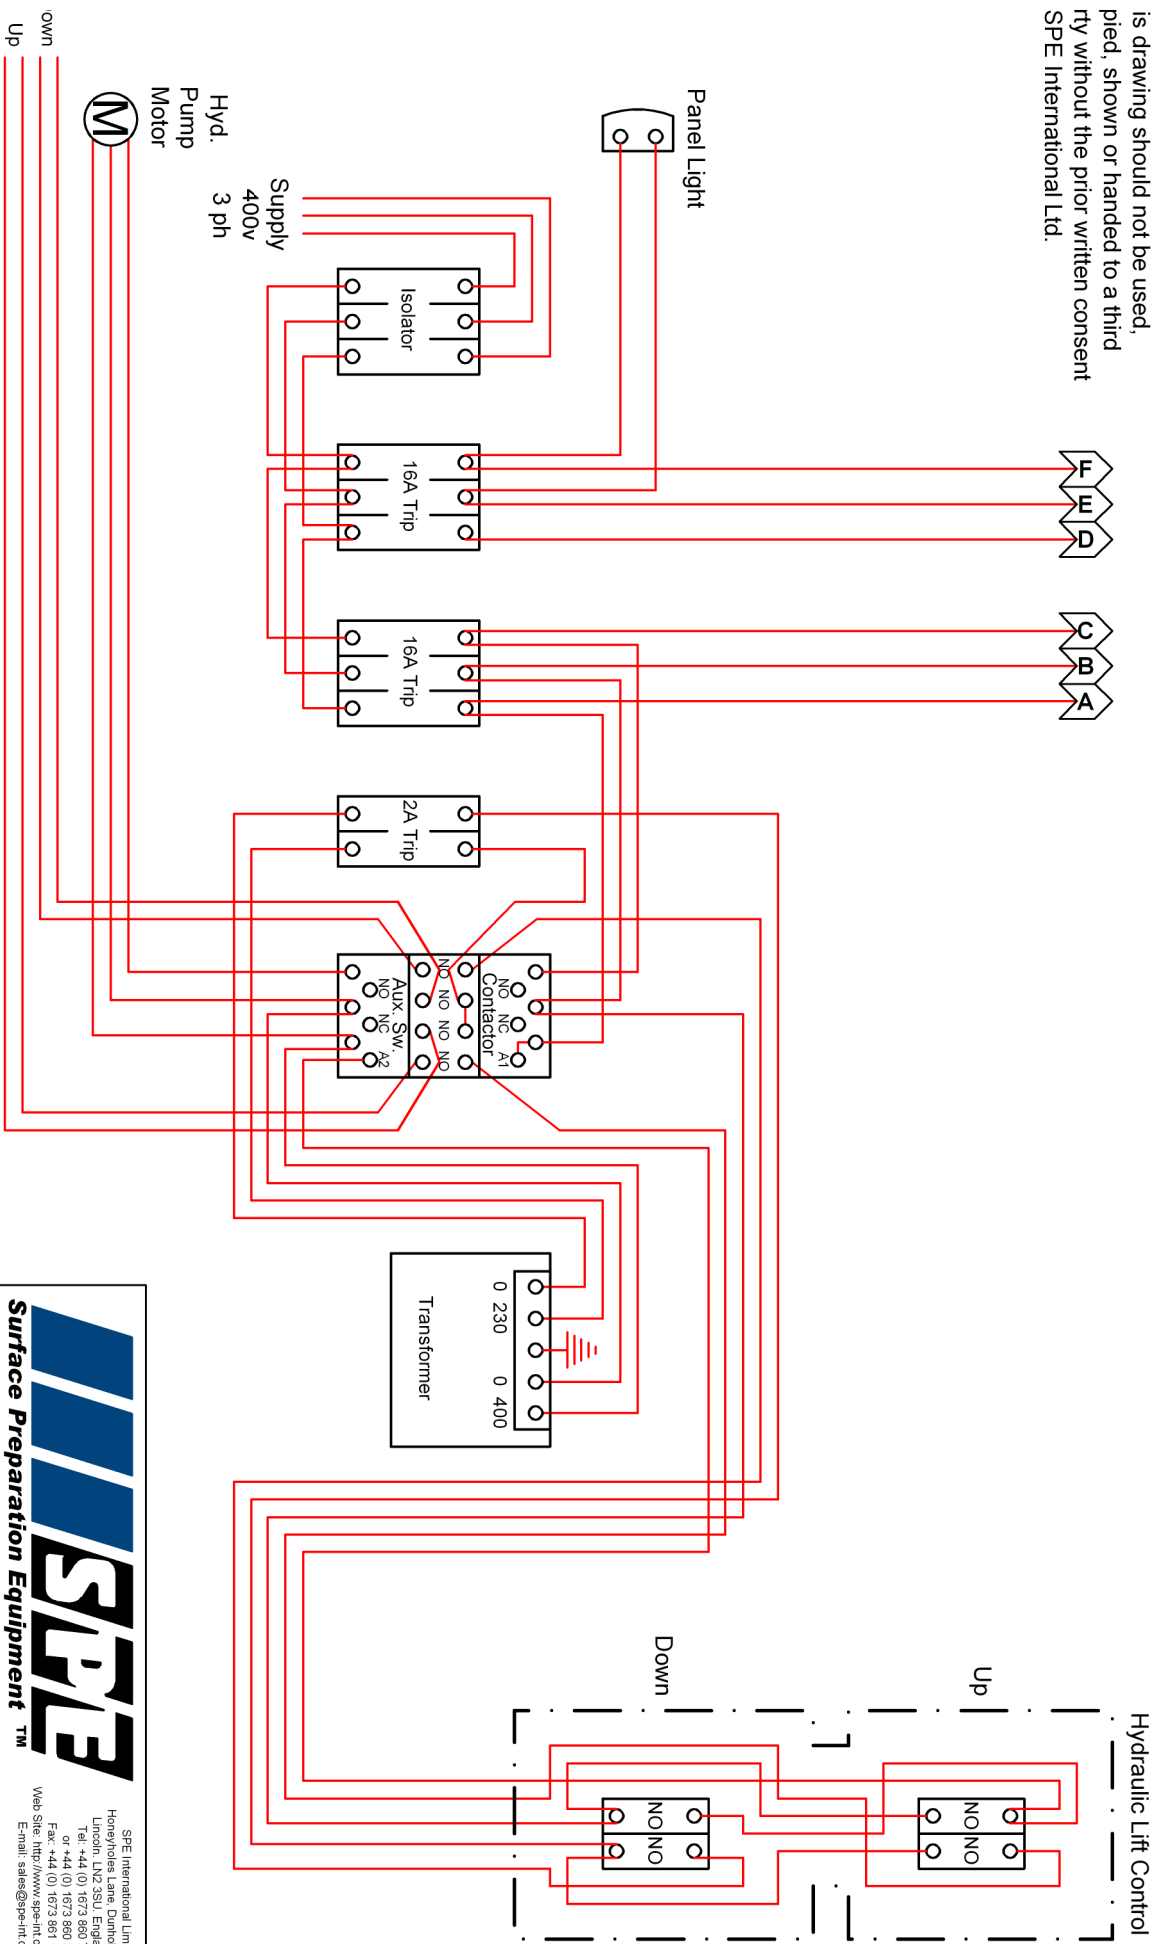 is drawing should not be used,
pied, shown or handed to a third
rty without the prior written consent
SPE International Ltd.
F
E
D
C
B
A
Panel Light
Hydraulic Lift Control
Up
Down
NO
NO
NO
NO
Supply
400v
3 ph
Isolator
16A Trip
16A Trip
2A Trip
Contactor
NO
NC
A1
NO
NO
NO
NO
Aux. Sw.
NO
NC
A2
0 230
0 400
Transformer
Hyd.
Pump
Motor
M
own
Up
SPE
Surface Preparation Equipment ™
SPE International Lim
Honeyholes Lane, Dunhol
Lincoln. LN2 3SU. Engla
Tel: +44 (0) 1673 860
or +44 (0) 1673 860
Fax: +44 (0) 1673 861
Web Site: http://www.spe-int.c
E-mail: sales@spe-int.c